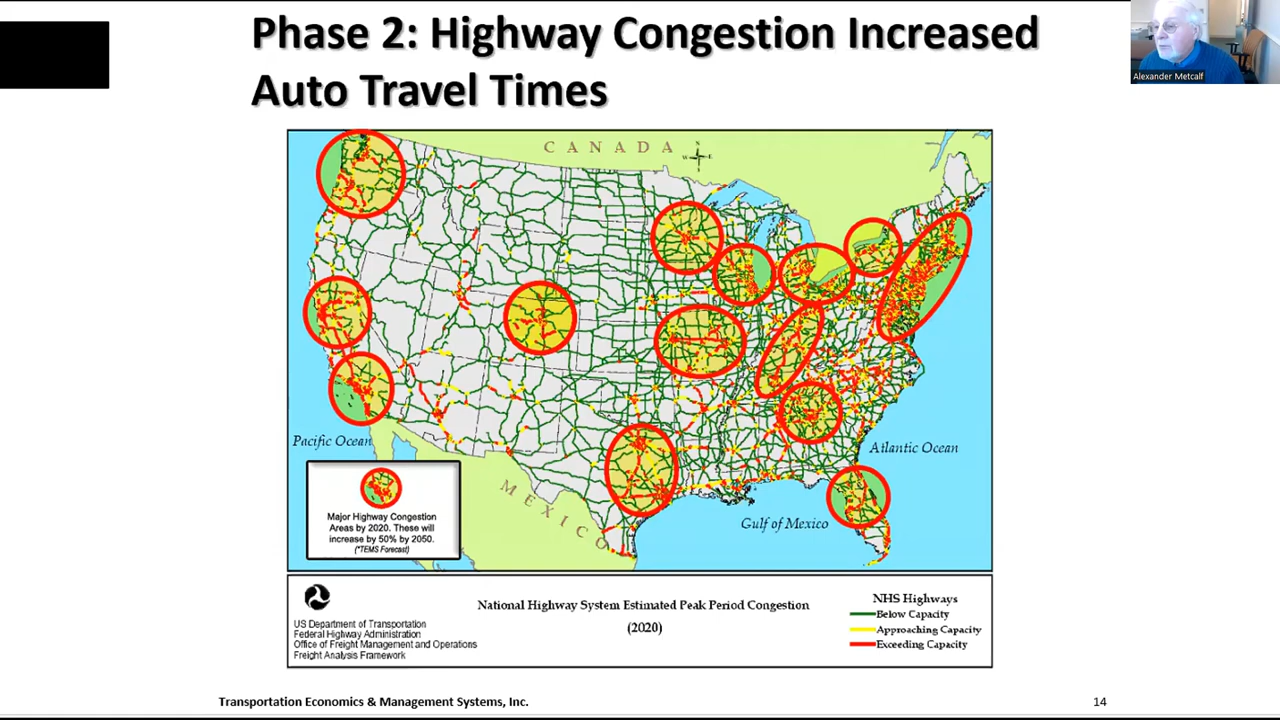 Phase 2: Highway Congestion Increased
Auto Travel Times
Alexander Metcalf
CANADA
N
W E
Pacific Ocean
Atlantic Ocean
MEXICO
Gulf of Mexico
Major Highway Congestion
Areas by 2020. These will
increase by 50% by 2050.
(*TEMS Forecast)
National Highway System Estimated Peak Period Congestion
(2020)
US Department of Transportation
Federal Highway Administration
Office of Freight Management and Operations
Freight Analysis Framework
NHS Highways
Below Capacity
Approaching Capacity
Exceeding Capacity
Transportation Economics & Management Systems, Inc.
14